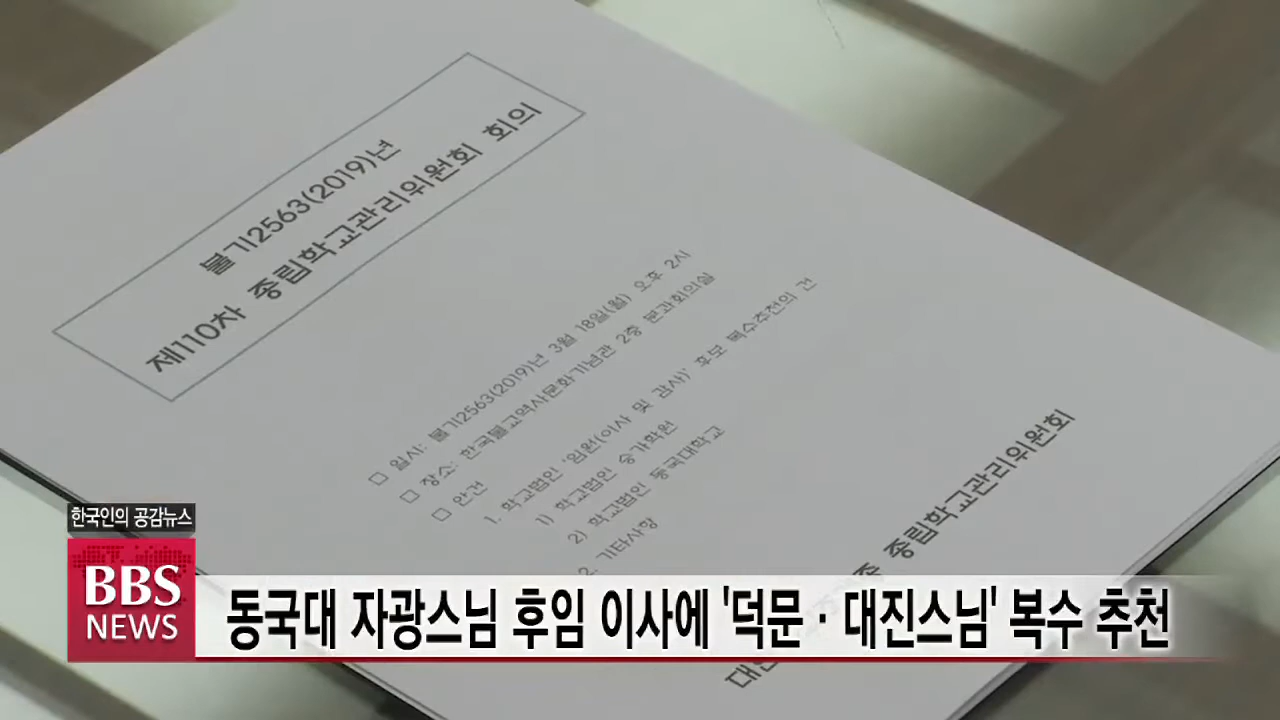 불기2563(2019)년
제110차 종립학교관리위원회 회의
□ 일시: 불기2563(2019)년 3월 18일(월) 오후 2시
□ 장소: 한국불교역사문화기념관 2층 분과회의실
□ 안건
1. 학교법인 '임원(이사 및 감사)' 후보 복수추천의 건
1) 학교법인 승가학원
2) 학교법인 동국대학교
2. 기타사항
종립학교관리위원회
한국인의 공감뉴스
BBS
NEWS
동국대 자광스님 후임 이사에 '덕문·대진스님' 복수 추천